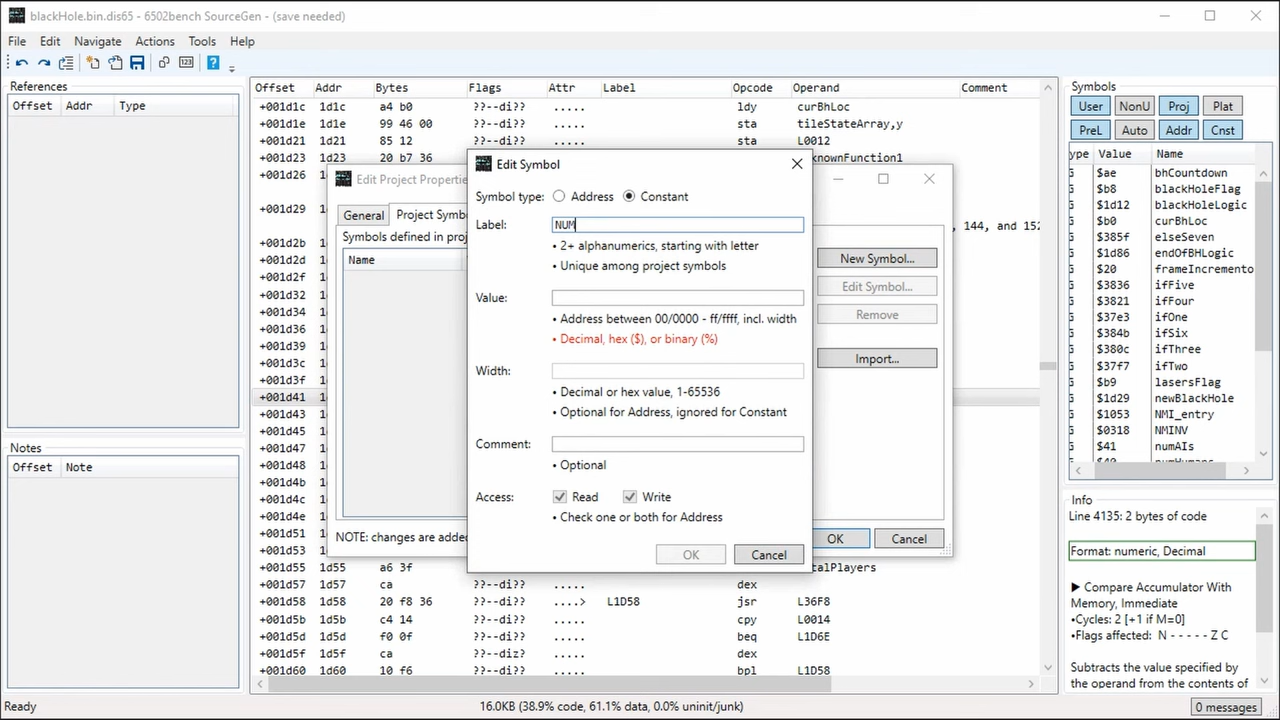 blackHole.bin.dis65 - 6502bench SourceGen - (save needed)
File Edit Navigate Actions Tools Help
References
Offset Addr Type
Notes
Offset Note
Offset Addr Bytes Flags Attr Label Opcode Operand Comment
+001d1c 1d1c a4 b0 ??--di?? ..... ldy curBhLoc
+001d1e 1d1e 99 46 00 ??--di?? ..... sta tileStateArray,y
+001d21 1d21 85 12 ??--di?? ..... sta L0012
+001d23 1d23 20 b7 36 knownFunction1
+001d26
+001d29 , 144, and 152
+001d2b
+001d2d
+001d2f
+001d32
+001d34
+001d36
+001d39
+001d3c
+001d3f
+001d41
+001d43
+001d45
+001d47
+001d48
+001d4b
+001d4c
+001d4e
+001d51
+001d53
+001d55 1d55 a6 3f talPlayers
+001d57 1d57 ca ??--di?? ..... dex
+001d58 1d58 20 f8 36 ??--di?? ....> L1D58 jsr L36F8
+001d5b 1d5b c4 14 ??--di?? ..... cpy L0014
+001d5d 1d5d f0 0f ??--di?? ..... beq L1D6E
+001d5f 1d5f ca ??--diz? ..... dex
+001d60 1d60 10 f6 ??--di?? ..... bpl L1D58
Edit Project Propertie
General Project Symb
Symbols defined in proj
Name
New Symbol...
Edit Symbol...
Remove
Import...
NOTE: changes are added
OK Cancel
Edit Symbol
Symbol type: Address Constant
Label: NUM
• 2+ alphanumerics, starting with letter
• Unique among project symbols
Value:
• Address between 00/0000 - ff/ffff, incl. width
• Decimal, hex ($), or binary (%)
Width:
• Decimal or hex value, 1-65536
• Optional for Address, ignored for Constant
Comment:
• Optional
Access: Read Write
• Check one or both for Address
OK Cancel
Symbols
User NonU Proj Plat
PreL Auto Addr Cnst
ype Value Name
G $ae bhCountdown
G $b8 blackHoleFlag
G $1d12 blackHoleLogic
G $b0 curBhLoc
G $385f elseSeven
G $1d86 endOfBHLogic
G $20 frameIncremento
G $3836 ifFive
G $3821 ifFour
G $37e3 ifOne
G $384b ifSix
G $380c ifThree
G $37f7 ifTwo
G $b9 lasersFlag
G $1d29 newBlackHole
G $1053 NMI_entry
G $0318 NMINV
G $41 numAIs
Info
Line 4135: 2 bytes of code
Format: numeric, Decimal
▶ Compare Accumulator With
Memory, Immediate
•Cycles: 2 [+1 if M=0]
•Flags affected: N - - - - - Z C
Subtracts the value specified by
the operand from the contents of
Ready
16.0KB (38.9% code, 61.1% data, 0.0% uninit/junk)
0 messages